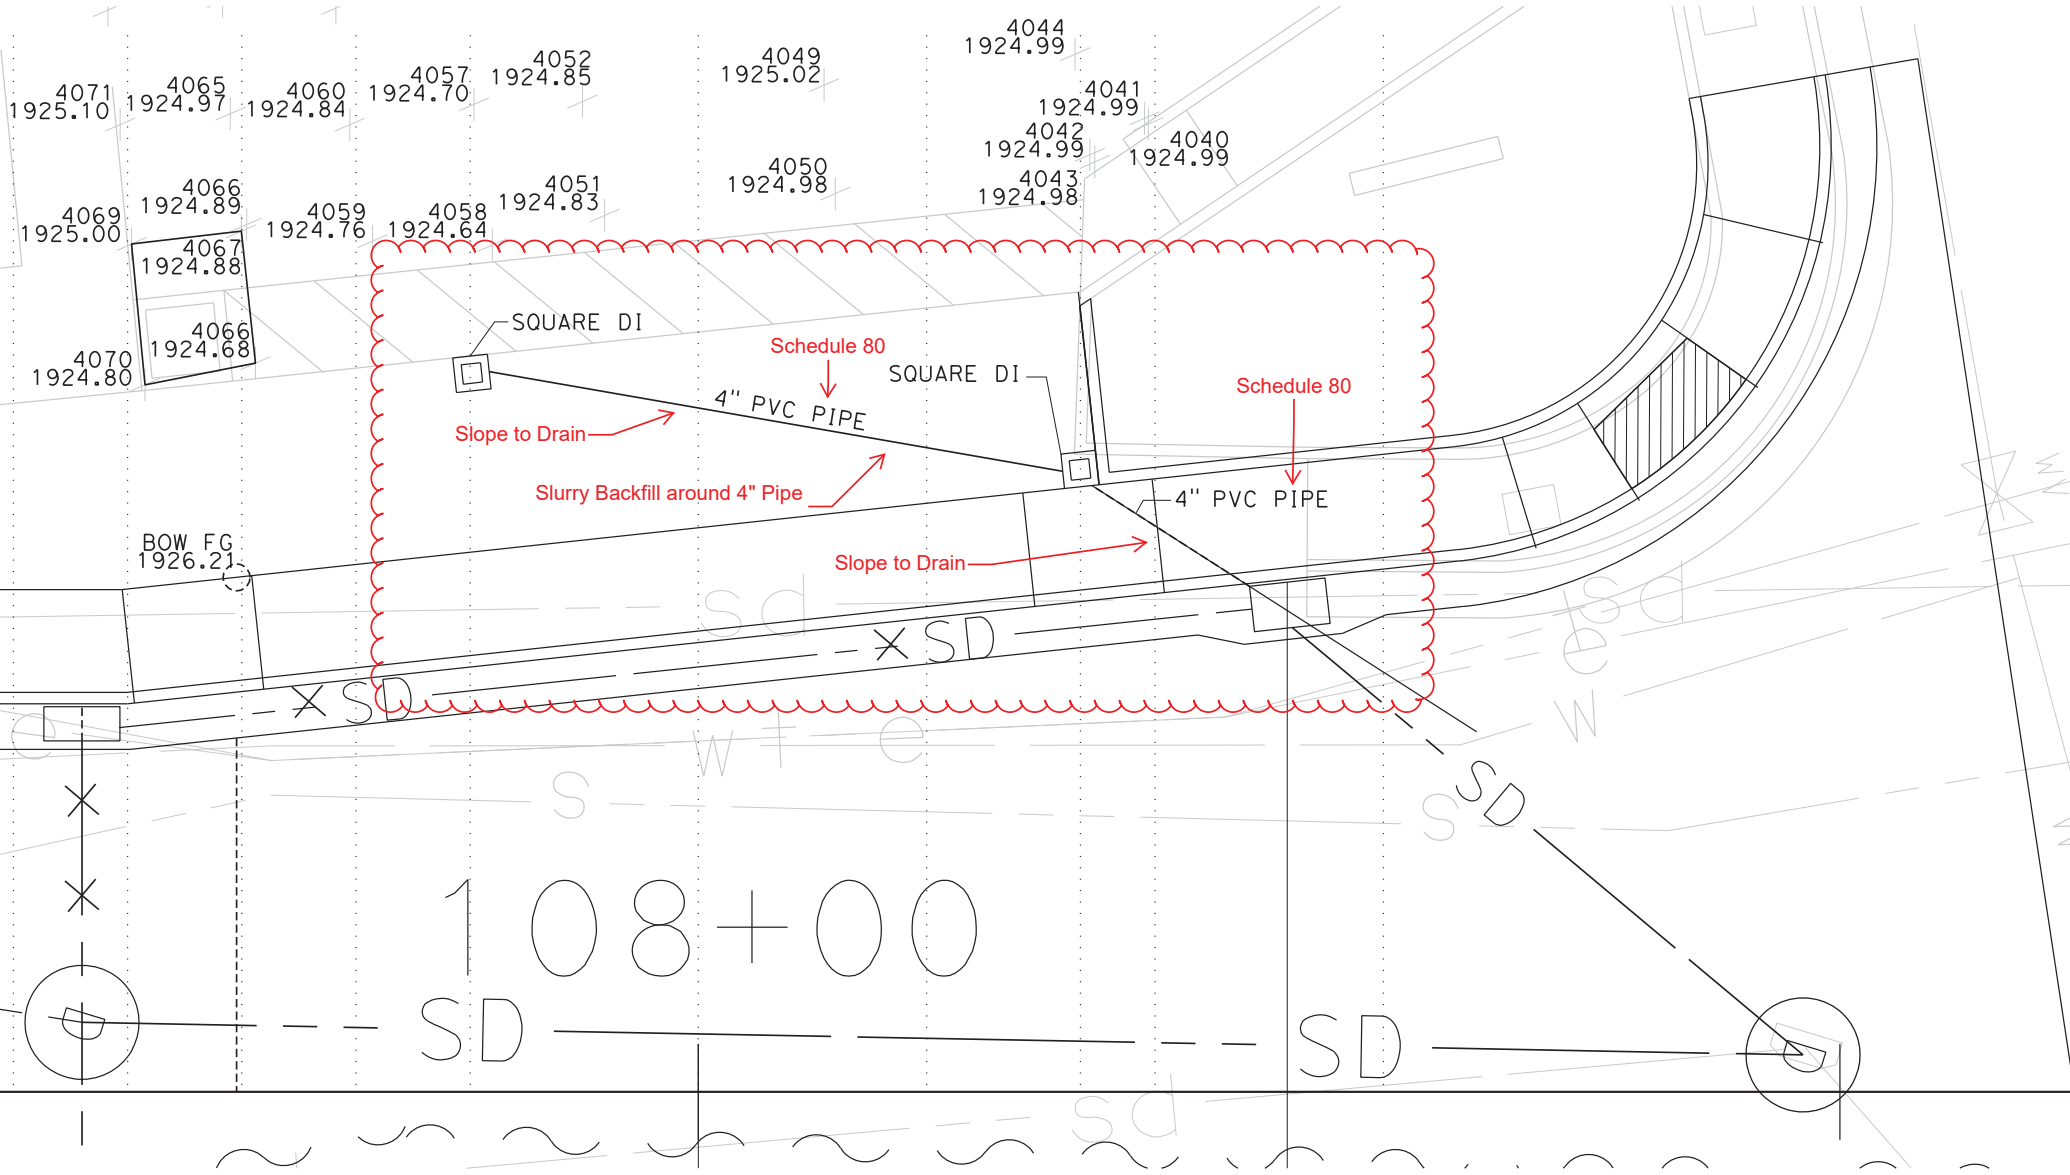 4044
1924.99
4049
1925.02
4052
1924.85
4057
1924.70
4065
1924.97
4060
1924.84
4071
1925.10
4041
1924.99
4042
1924.99
4040
1924.99
4043
1924.98
4050
1924.98
4051
1924.83
4066
1924.89
4059
1924.76
4058
1924.64
4069
1925.00
4067
1924.88
4066
1924.68
4070
1924.80
SQUARE DI
Schedule 80
SQUARE DI
Schedule 80
4" PVC PIPE
Slope to Drain
Slurry Backfill around 4" Pipe
4" PVC PIPE
BOW FG
1926.21
Slope to Drain
sd
sd
SD
e
SD
w
e
w
e
s
SD
s
108+00
SD
SD
sd